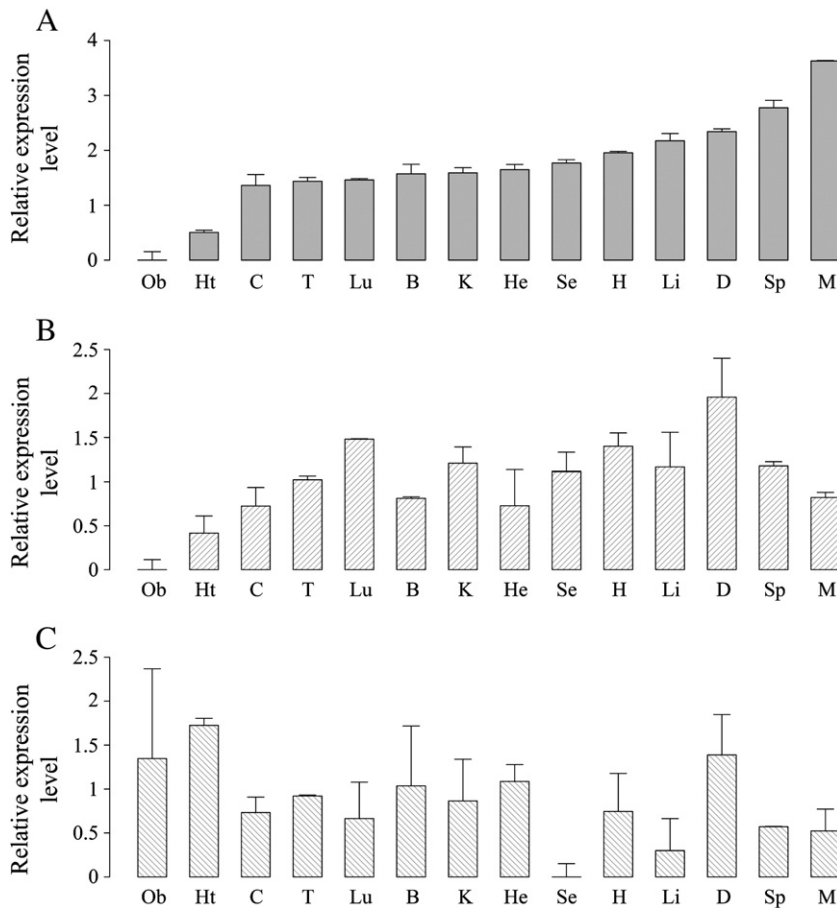 A
Relative expression
level
4
3
2
1
0
Ob Ht C T Lu B K He Se H Li D Sp M
B
Relative expression
level
2.5
2
1.5
1
0.5
0
Ob Ht C T Lu B K He Se H Li D Sp M
C
Relative expression
level
2.5
2
1.5
1
0.5
0
Ob Ht C T Lu B K He Se H Li D Sp M